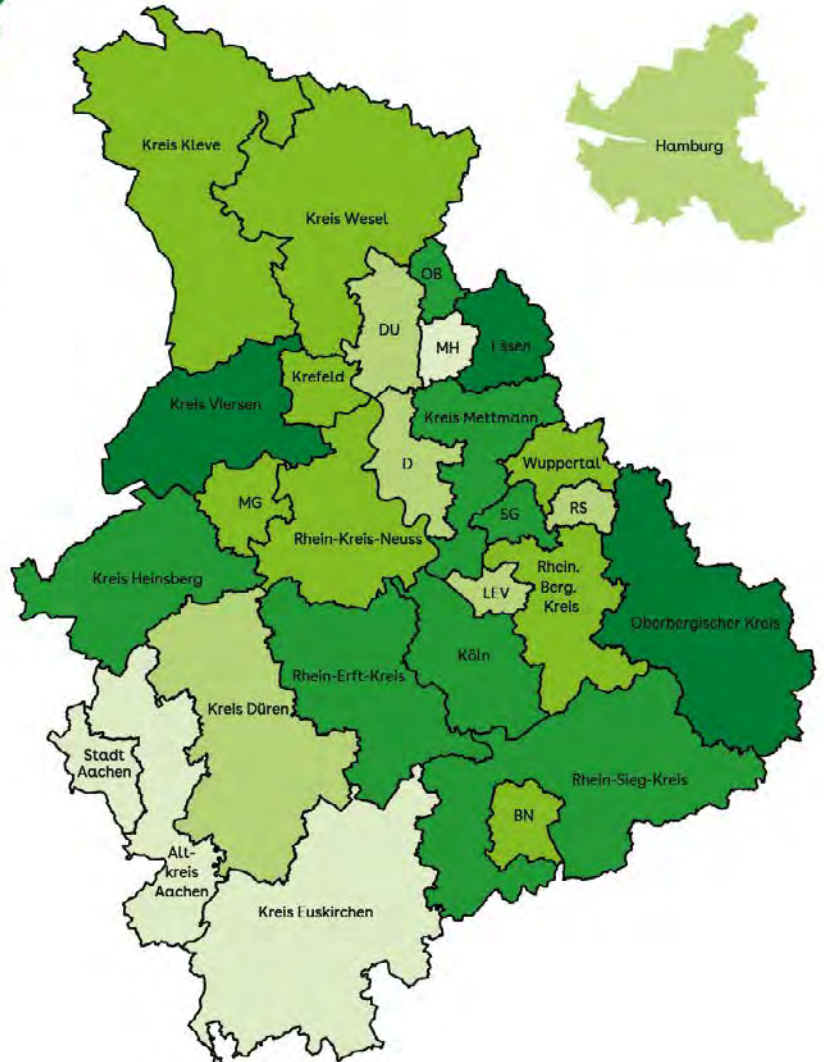 Kreis Kleve
Hamburg
Kreis Wesel
OB
DU
MH
Essen
Krefeld
Kreis Viersen
Kreis Mettmann
D
Wuppertal
MG
SG
RS
Rhein-Kreis-Neuss
Kreis Heinsberg
Rhein.
Berg.
Kreis
LEV
Oberbergischer Kreis
Köln
Rhein-Erft-Kreis
Kreis Düren
Stadt
Aachen
Rhein-Sieg-Kreis
BN
Alt-
kreis
Aachen
Kreis Euskirchen